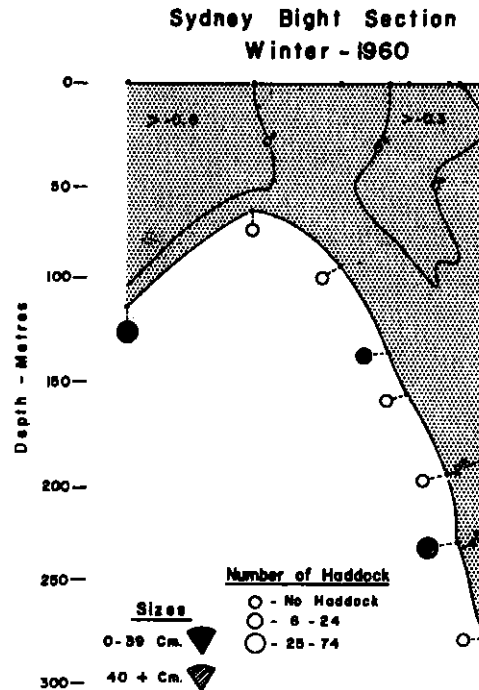 Sydney Bight Section
Winter - 1960
0
50
100
150
200
250
300
Depth - Metres
Number of Haddock
- No Haddock
- 6 - 24
- 25 - 74
Sizes
0-39 Cm.
40 + Cm.